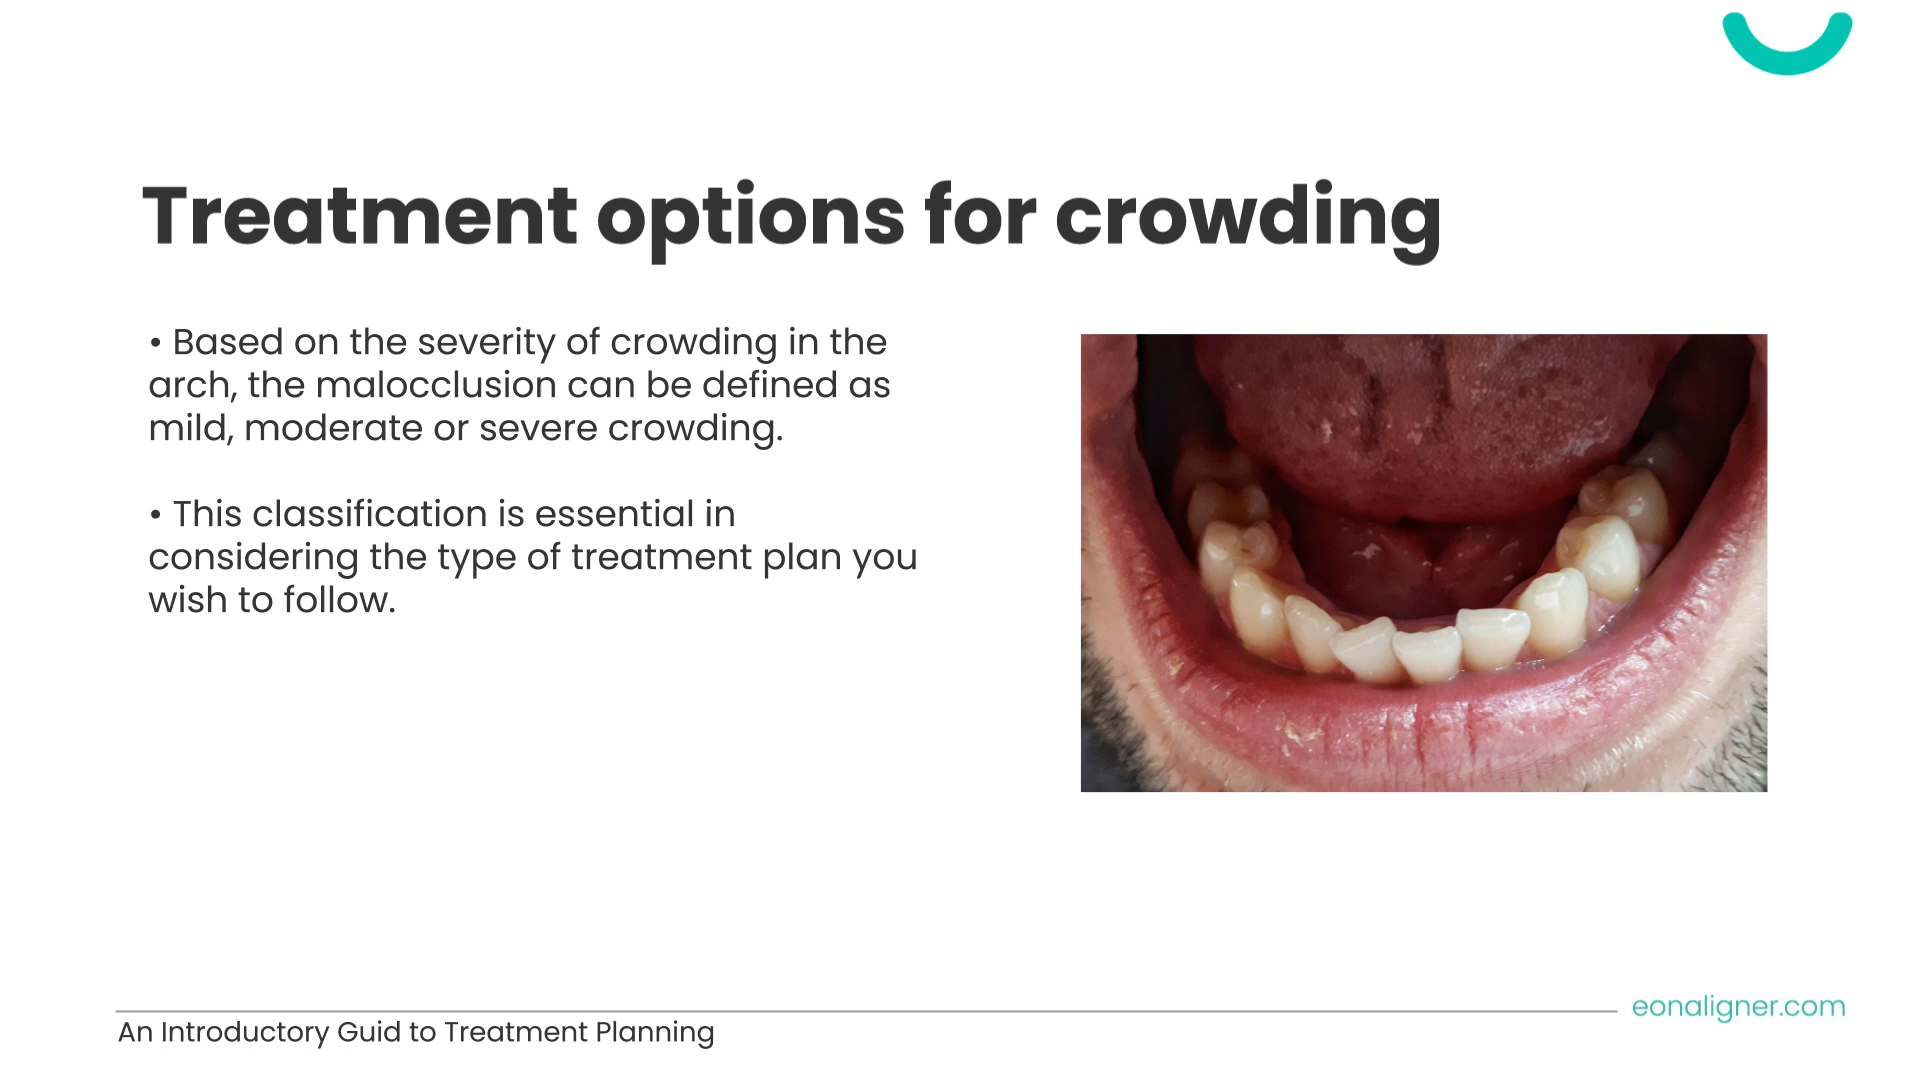 Treatment options for crowding
• Based on the severity of crowding in the
arch, the malocclusion can be defined as
mild, moderate or severe crowding.
• This classification is essential in
considering the type of treatment plan you
wish to follow.
eonaligner.com
An Introductory Guid to Treatment Planning